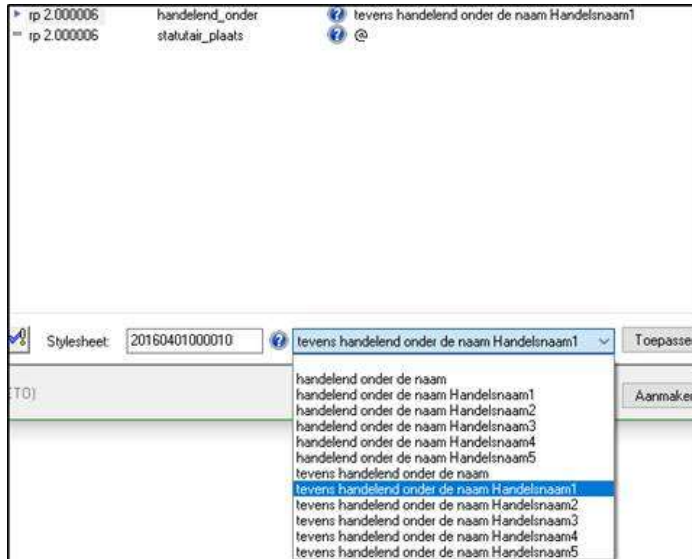 rp 2.000006 handelend_onder tevens handelend onder de naam Handelsnaam1
rp 2.000006 statutair_plaats @
Stylesheet: 20160401000010 tevens handelend onder de naam Handelsnaam1 Toepasse
TO)
Aanmake
handelend onder de naam
handelend onder de naam Handelsnaam1
handelend onder de naam Handelsnaam2
handelend onder de naam Handelsnaam3
handelend onder de naam Handelsnaam4
handelend onder de naam Handelsnaam5
tevens handelend onder de naam
tevens handelend onder de naam Handelsnaam1
tevens handelend onder de naam Handelsnaam2
tevens handelend onder de naam Handelsnaam3
tevens handelend onder de naam Handelsnaam4
tevens handelend onder de naam Handelsnaam5